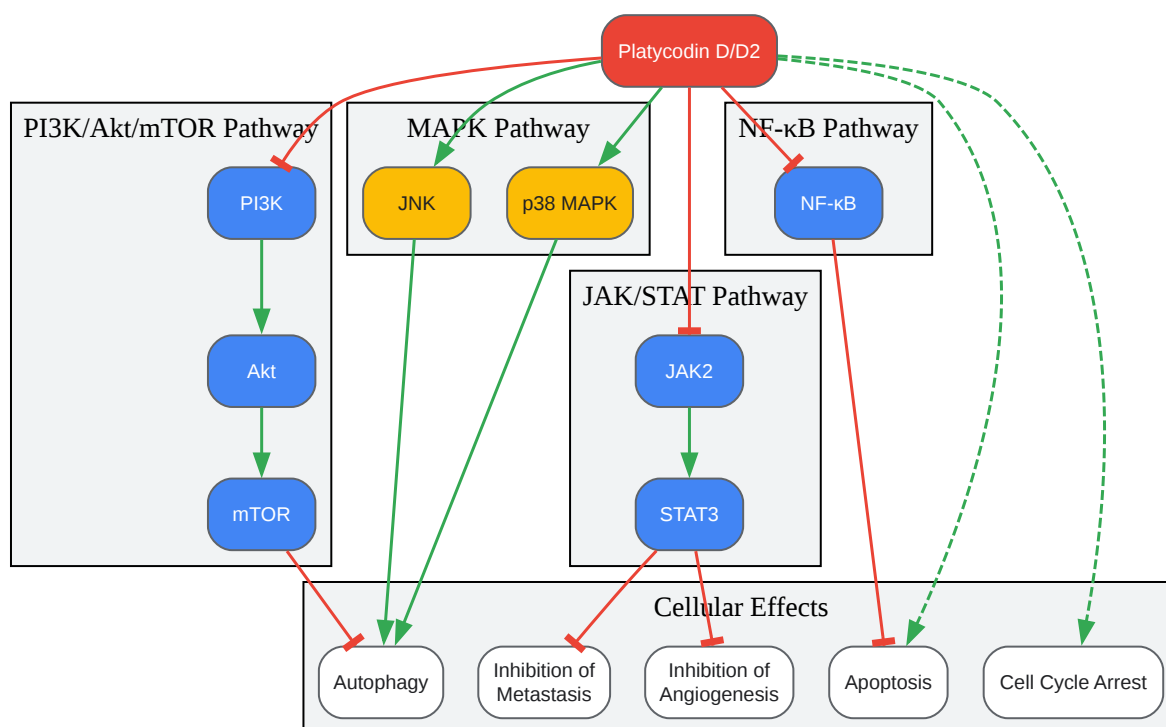 Platycodin D/D2
PI3K/Akt/mTOR Pathway
MAPK Pathway
NF-κB Pathway
PI3K
JNK
p38 MAPK
NF-κB
JAK/STAT Pathway
Akt
JAK2
mTOR
STAT3
Cellular Effects
Autophagy
Inhibition of
Metastasis
Inhibition of
Angiogenesis
Apoptosis
Cell Cycle Arrest